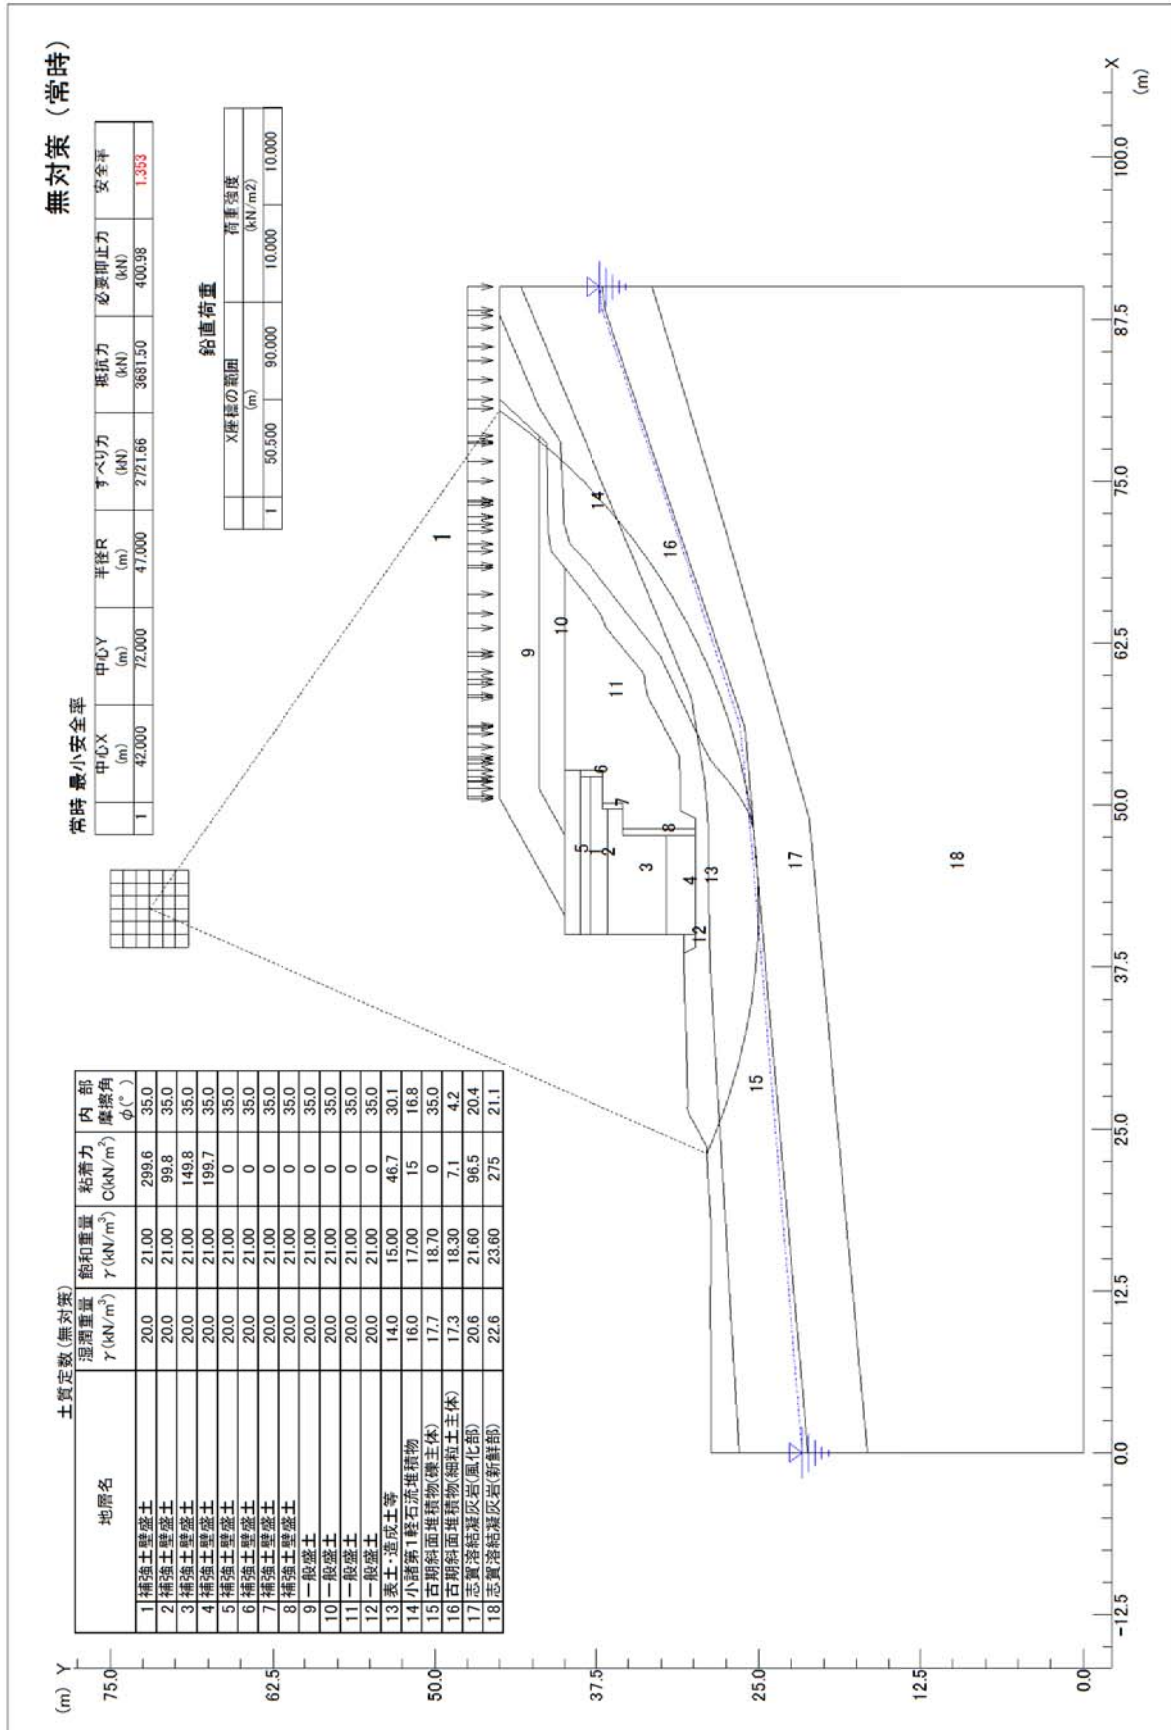 無対策（常時）
常時 最小安全率
中心X (m) 中心Y (m) 半径R (m) すべり力 (kN) 抵抗力 (kN) 必要抑止力 (kN) 安全率
1 42.000 72.000 47.000 2721.66 3681.50 400.98 1.353
鉛直荷重
X座標の範囲 (m) 荷重強度 (kN/m2)
1 50.500 90.000 10.000 10.000
土質定数(無対策)
地層名 湿潤重量 γ(kN/m³) 飽和重量 γ(kN/m³) 粘着力 C(kN/m²) 内部摩擦角 φ(°)
1 補強土壁盛土 20.0 21.00 299.6 35.0
2 補強土壁盛土 20.0 21.00 99.8 35.0
3 補強土壁盛土 20.0 21.00 149.8 35.0
4 補強土壁盛土 20.0 21.00 199.7 35.0
5 補強土壁盛土 20.0 21.00 0 35.0
6 補強土壁盛土 20.0 21.00 0 35.0
7 補強土壁盛土 20.0 21.00 0 35.0
8 補強土壁盛土 20.0 21.00 0 35.0
9 一般盛土 20.0 21.00 0 35.0
10 一般盛土 20.0 21.00 0 35.0
11 一般盛土 20.0 21.00 0 35.0
12 一般盛土 20.0 21.00 0 35.0
13 表土・造成土等 14.0 15.00 46.7 30.1
14 小諸第1軽石流堆積物 16.0 17.00 15 16.8
15 古期斜面堆積物(礫主体) 17.7 18.70 0 35.0
16 古期斜面堆積物(細粒土主体) 17.3 18.30 7.1 4.2
17 志賀溶結凝灰岩(風化部) 20.6 21.60 96.5 20.4
18 志賀溶結凝灰岩(新鮮部) 22.6 23.60 275 21.1
(m) Y
75.0
62.5
50.0
37.5
25.0
12.5
0.0
1
9
10
11
14
16
6
5
1
7
2
8
3
4
13
12
17
18
15
-12.5 0.0 12.5 25.0 37.5 50.0 62.5 75.0 87.5 100.0 X
(m)